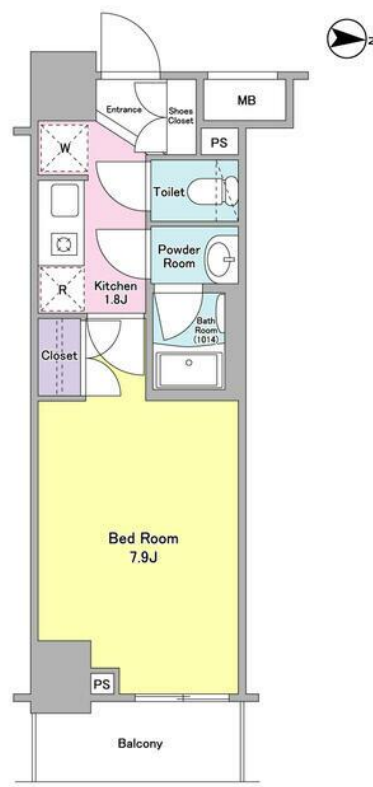 N
Entrance
Shoes
Closet
MB
W
PS
Toilet
Powder
Room
R
Kitchen
1.8J
Bath
Room
(1014)
Closet
Bed Room
7.9J
PS
Balcony